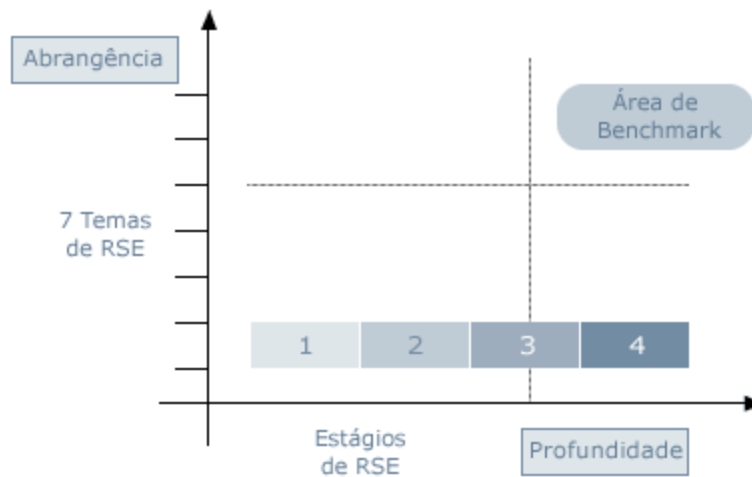 Abrangência
Área de
Benchmark
7 Temas
de RSE
1
2
3
4
Estágios
de RSE
Profundidade